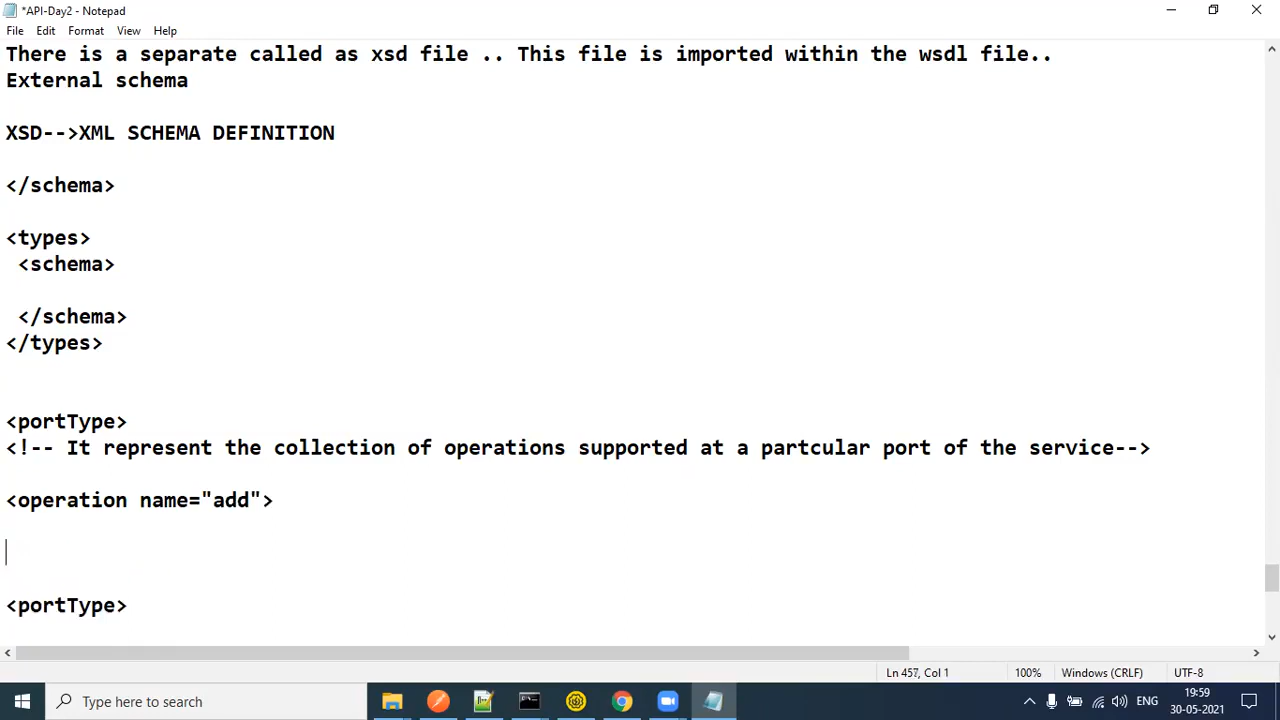 *API-Day2 - Notepad
File Edit Format View Help
There is a separate called as xsd file .. This file is imported within the wsdl file..
External schema
XSD-->XML SCHEMA DEFINITION
</schema>
<types>
<schema>
</schema>
</types>
<portType>
<!-- It represent the collection of operations supported at a partcular port of the service-->
<operation name="add">
<portType>
Ln 457, Col 1 100% Windows (CRLF) UTF-8
Type here to search
ENG
19:59
30-05-2021